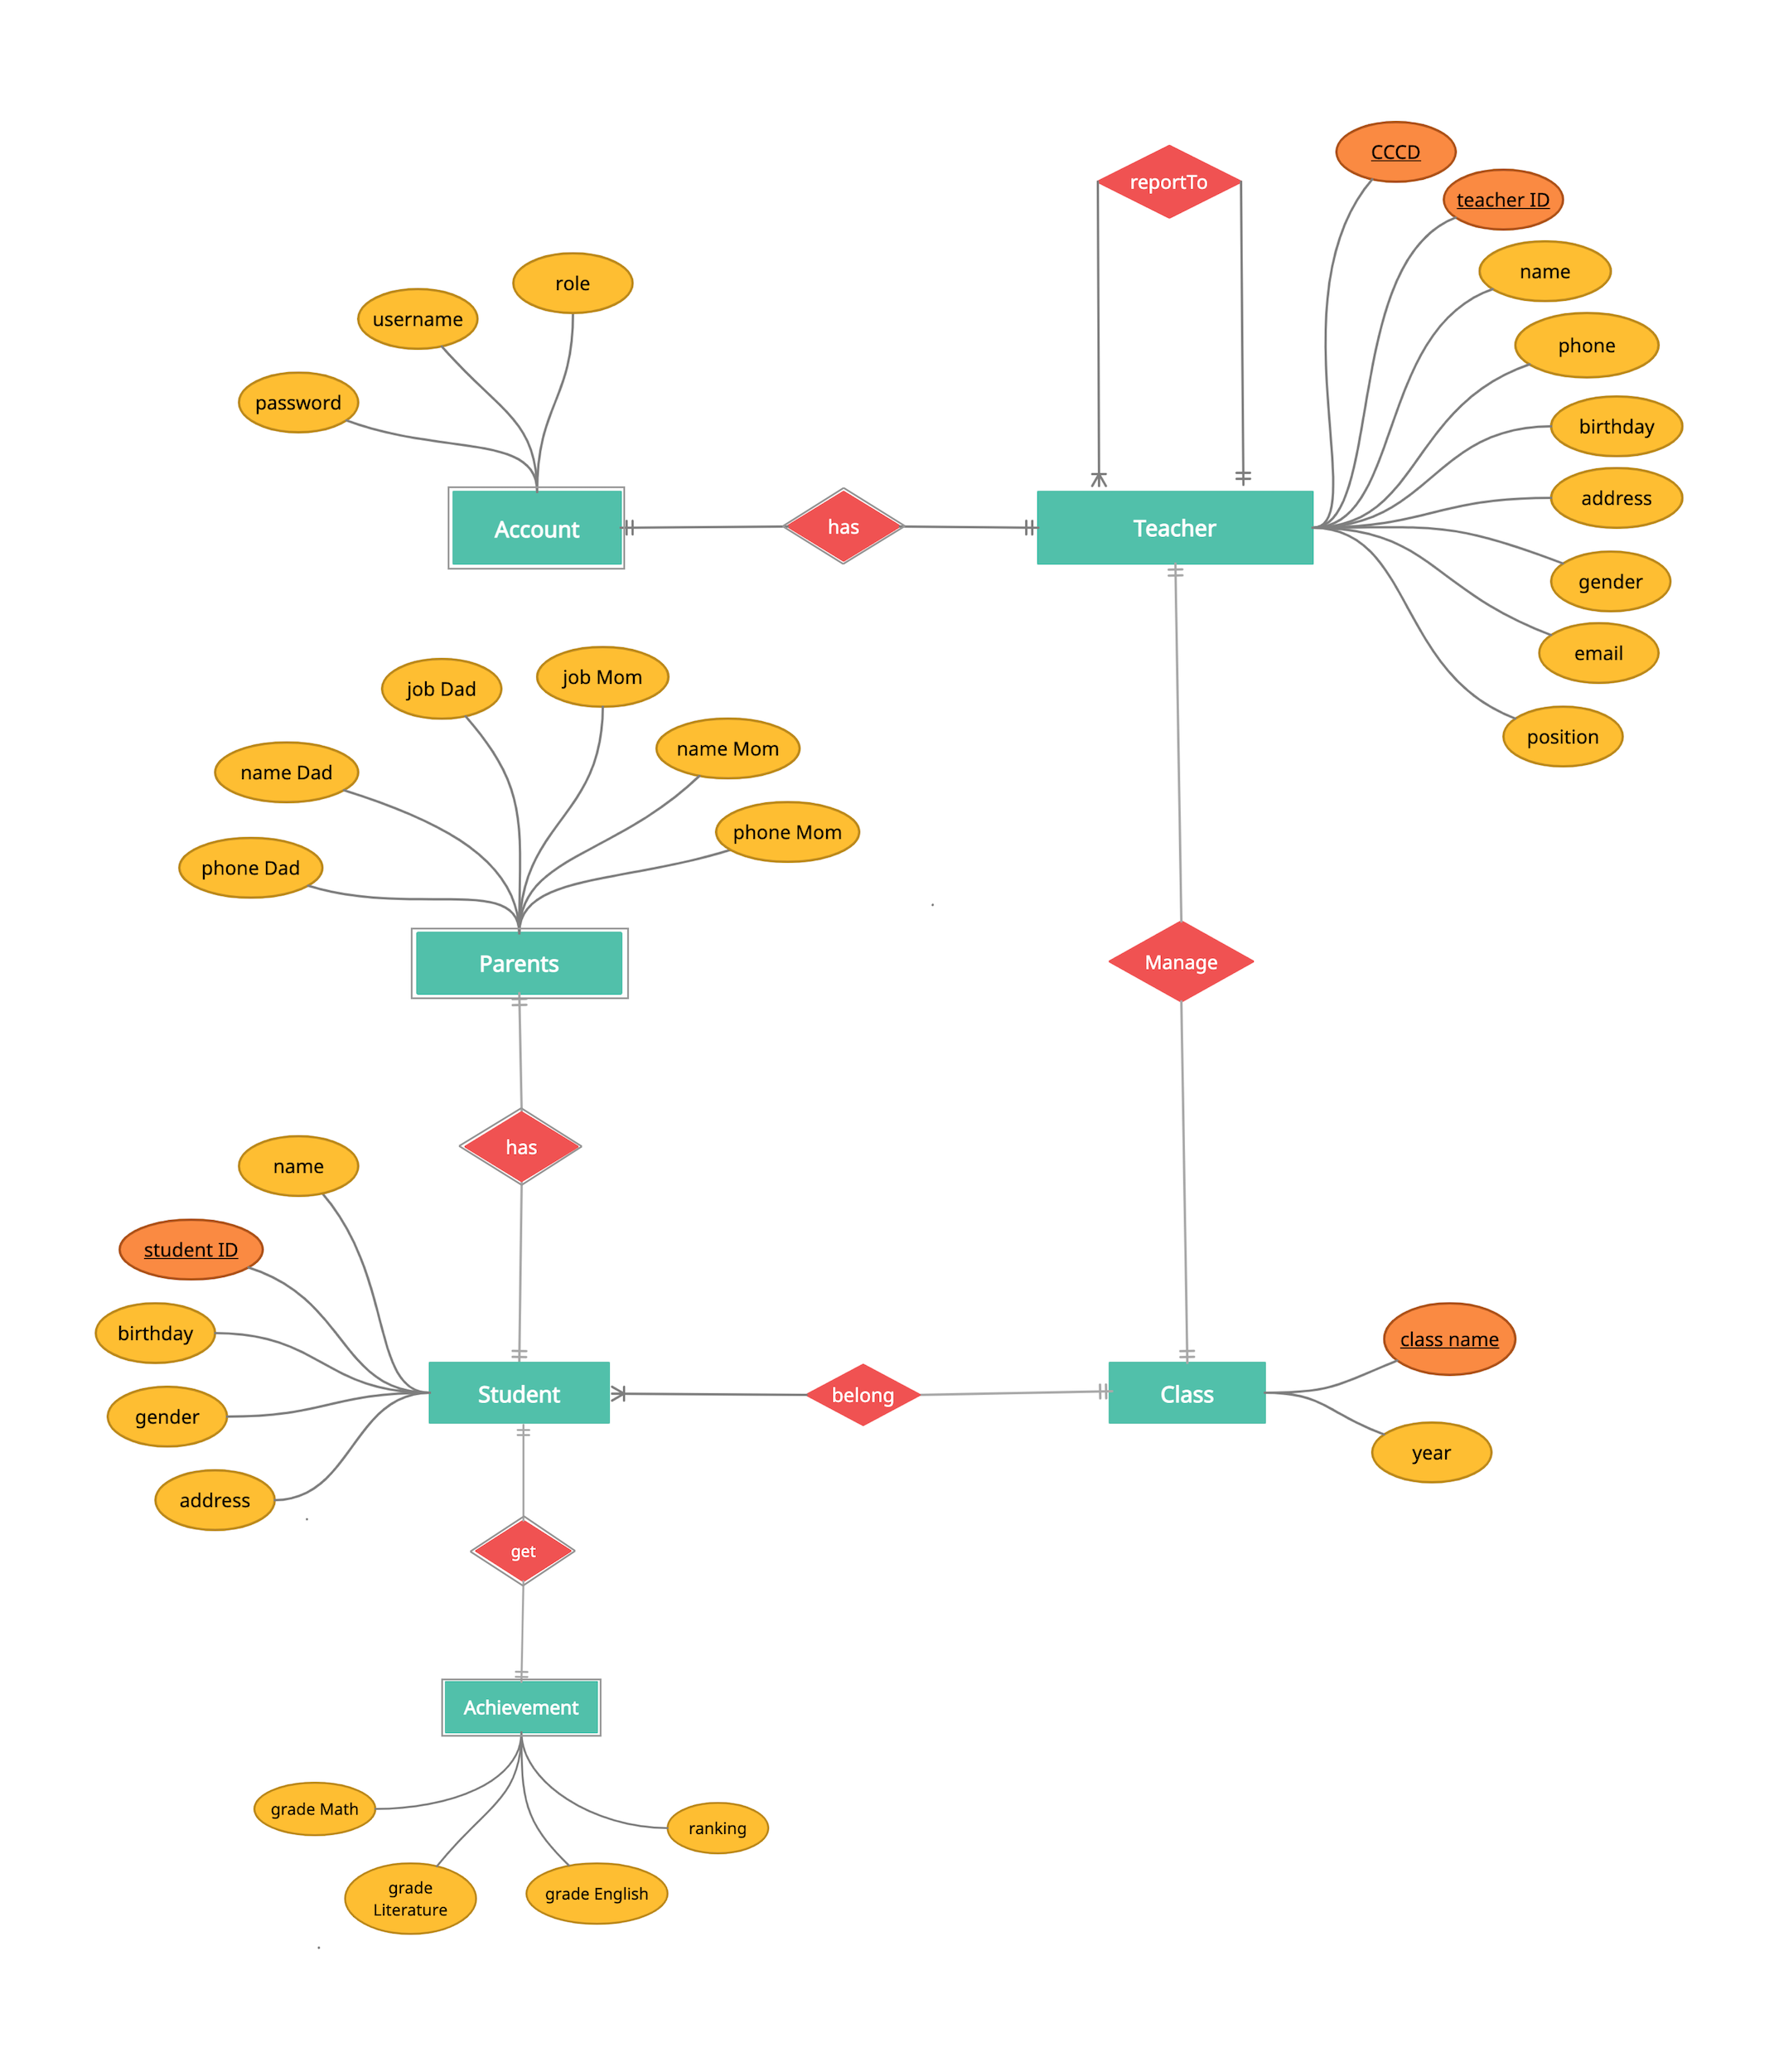 CCCD
reportTo
teacher ID
name
role
username
phone
password
birthday
address
Account
has
Teacher
gender
email
job Mom
job Dad
position
name Mom
name Dad
phone Mom
phone Dad
Parents
Manage
has
name
student ID
birthday
class name
Student
belong
Class
gender
year
address
get
Achievement
grade Math
ranking
grade
Literature
grade English